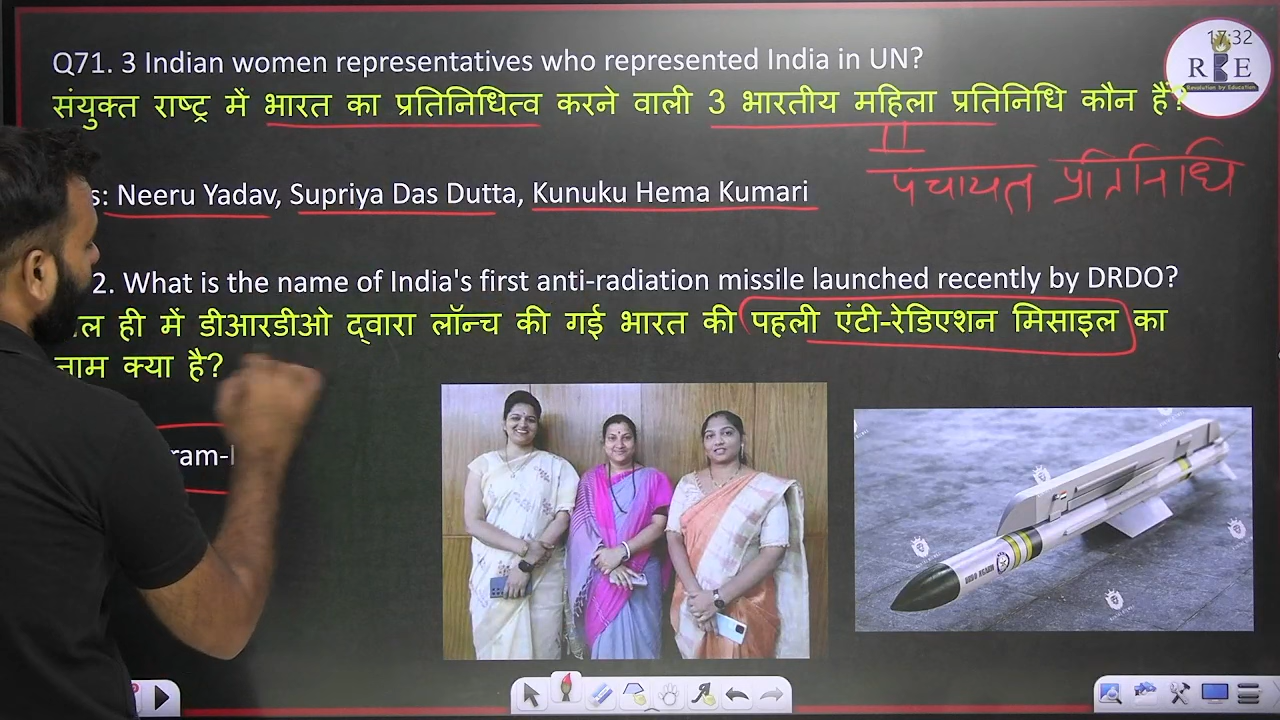 17:32
R E
Revolution by Education
Q71. 3 Indian women representatives who represented India in UN?
संयुक्त राष्ट्र में भारत का प्रतिनिधित्व करने वाली 3 भारतीय महिला प्रतिनिधि कौन हैं?
पंचायत प्रतिनिधि
s: Neeru Yadav, Supriya Das Dutta, Kunuku Hema Kumari
2. What is the name of India's first anti-radiation missile launched recently by DRDO?
ल ही में डीआरडीओ द्वारा लॉन्च की गई भारत की पहली एंटी-रेडिएशन मिसाइल का
नाम क्या है?
ram-